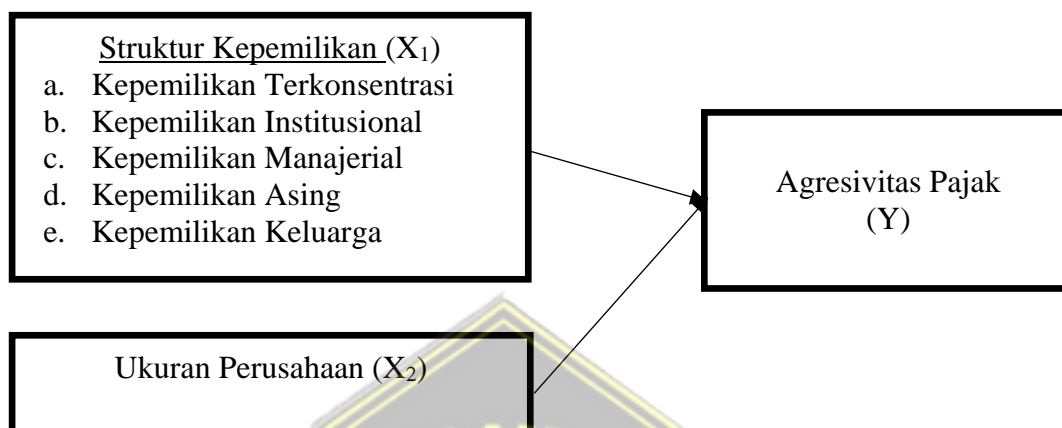 Struktur Kepemilikan (X₁)
a. Kepemilikan Terkonsentrasi
b. Kepemilikan Institusional
c. Kepemilikan Manajerial
d. Kepemilikan Asing
e. Kepemilikan Keluarga
Agresivitas Pajak
(Y)
Ukuran Perusahaan (X₂)